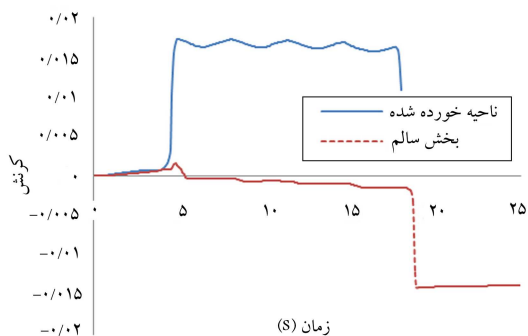 ۰/۰۲
۰/۰۱۵
۰/۰۱
۰/۰۰۵
۰
−۰/۰۰۵
−۰/۰۱
−۰/۰۱۵
−۰/۰۲
کرنش
ناحیه خورده شده
بخش سالم
۰ ۵ ۱۰ ۱۵ ۲۰ ۲۵
زمان (S)